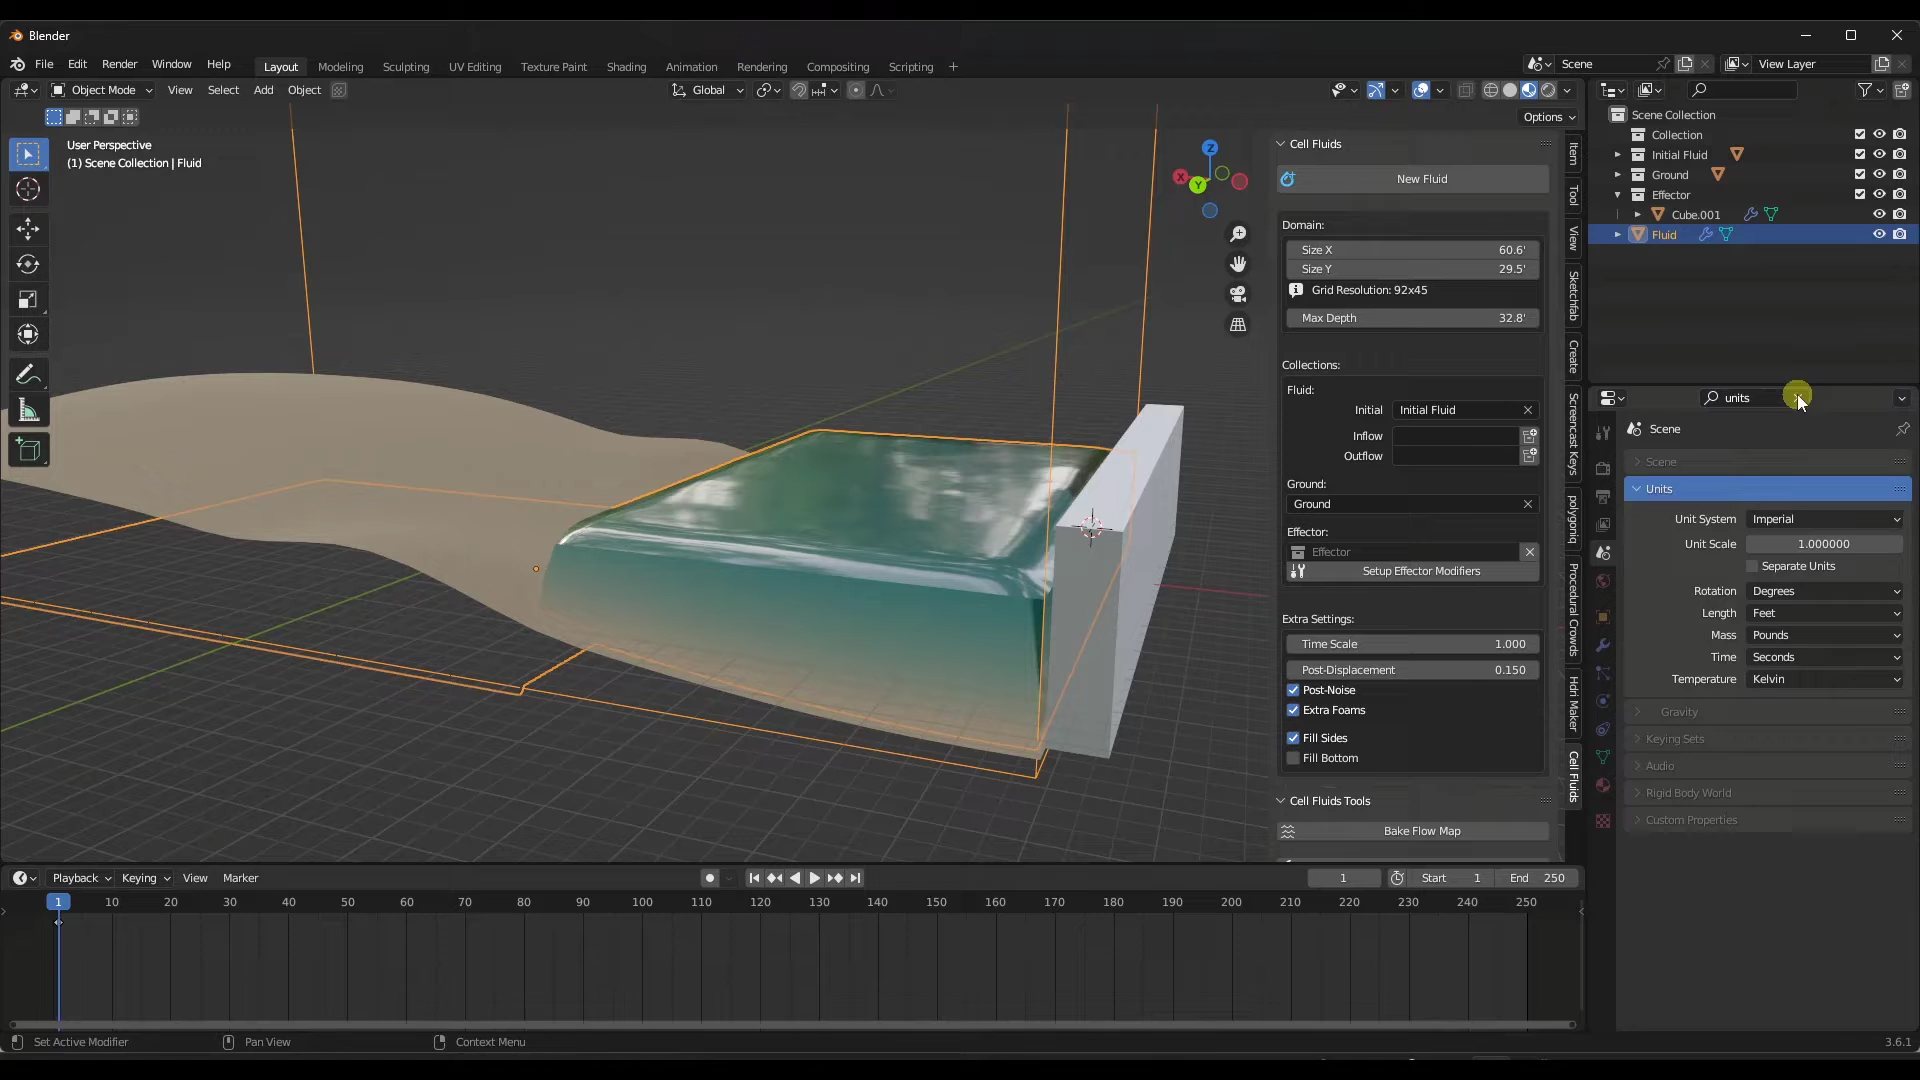 Blender
File Edit Render Window Help Layout Modeling Sculpting UV Editing Texture Paint Shading Animation Rendering Compositing Scripting + Scene View Layer
Object Mode View Select Add Object Global
Options
User Perspective
(1) Scene Collection | Fluid
Z
X
Y
Item
Tool
View
Sketchfab
Create
Screencast Keys
polygoniq
Procedural Crowds
Hdri Maker
Cell Fluids
Cell Fluids
New Fluid
Domain:
Size X 60.6'
Size Y 29.5'
Grid Resolution: 92x45
Max Depth 32.8'
Collections:
Fluid:
Initial Initial Fluid
Inflow
Outflow
Ground:
Ground
Effector:
Effector
Setup Effector Modifiers
Extra Settings:
Time Scale 1.000
Post-Displacement 0.150
Post-Noise
Extra Foams
Fill Sides
Fill Bottom
Cell Fluids Tools
Bake Flow Map
Scene Collection
Collection
Initial Fluid
Ground
Effector
Cube.001
Fluid
units
Scene
Scene
Units
Unit System Imperial
Unit Scale 1.000000
Separate Units
Rotation Degrees
Length Feet
Mass Pounds
Time Seconds
Temperature Kelvin
Gravity
Keying Sets
Audio
Rigid Body World
Custom Properties
Playback Keying View Marker 1 Start 1 End 250
1 10 20 30 40 50 60 70 80 90 100 110 120 130 140 150 160 170 180 190 200 210 220 230 240 250
Set Active Modifier Pan View Context Menu 3.6.1